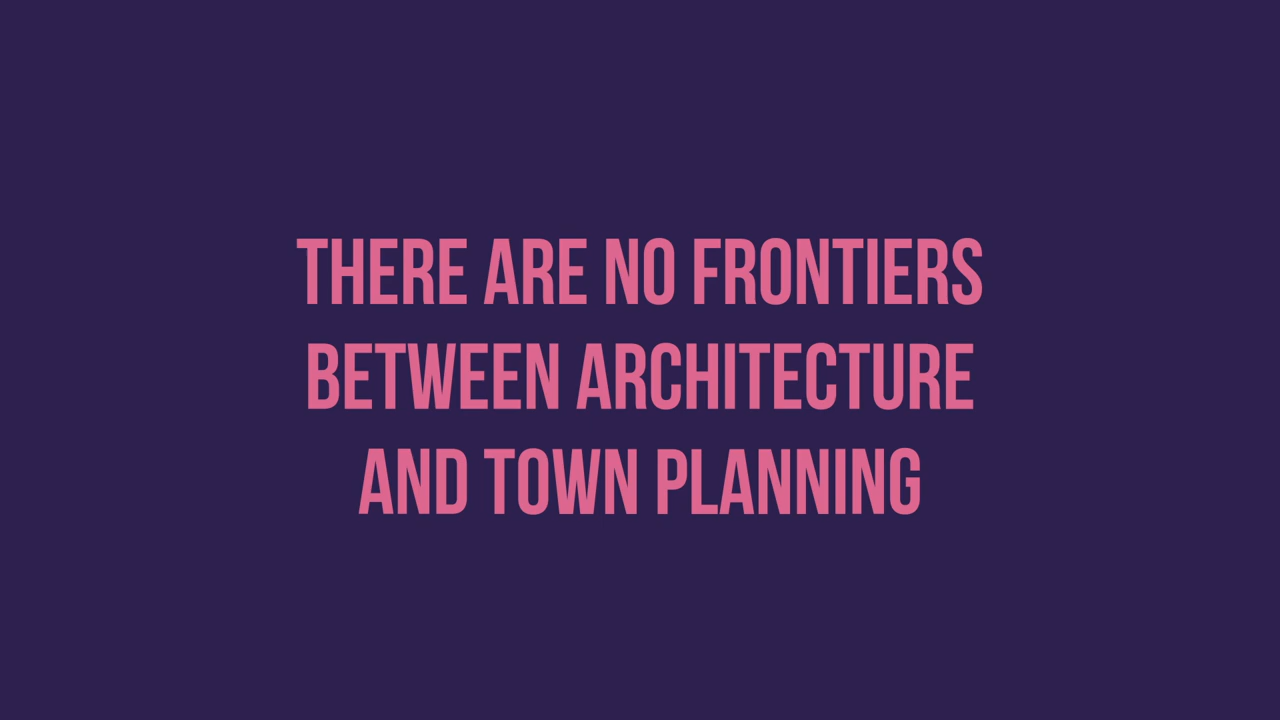 THERE ARE NO FRONTIERS
BETWEEN ARCHITECTURE
AND TOWN PLANNING